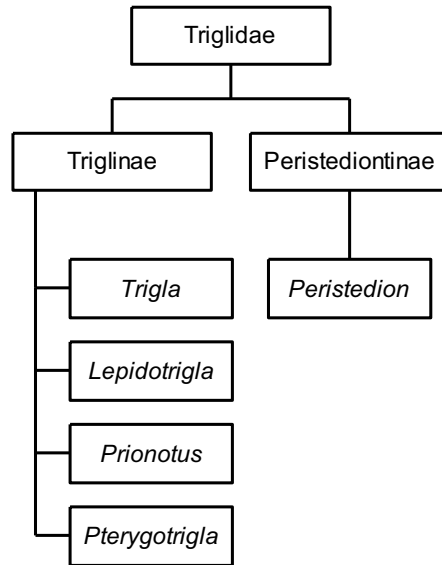 Triglidae
Triglinae
Peristediontinae
Trigla
Peristedion
Lepidotrigla
Prionotus
Pterygotrigla